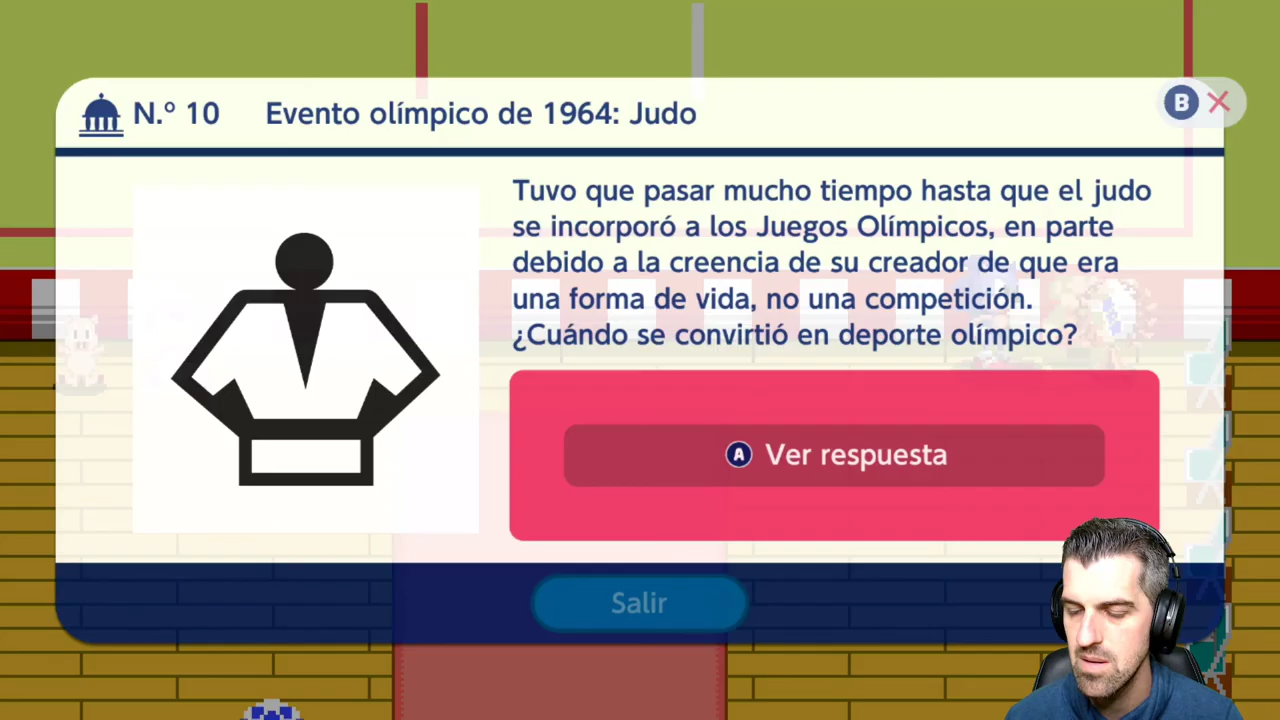 N.º 10 Evento olímpico de 1964: Judo
B
Tuvo que pasar mucho tiempo hasta que el judo
se incorporó a los Juegos Olímpicos, en parte
debido a la creencia de su creador de que era
una forma de vida, no una competición.
¿Cuándo se convirtió en deporte olímpico?
A Ver respuesta
Salir